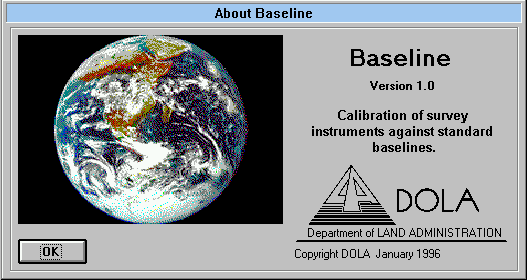 About Baseline
Baseline
Version 1.0
Calibration of survey
instruments against standard
baselines.
DOLA
Department of LAND ADMINISTRATION
Copyright DOLA January 1996
OK